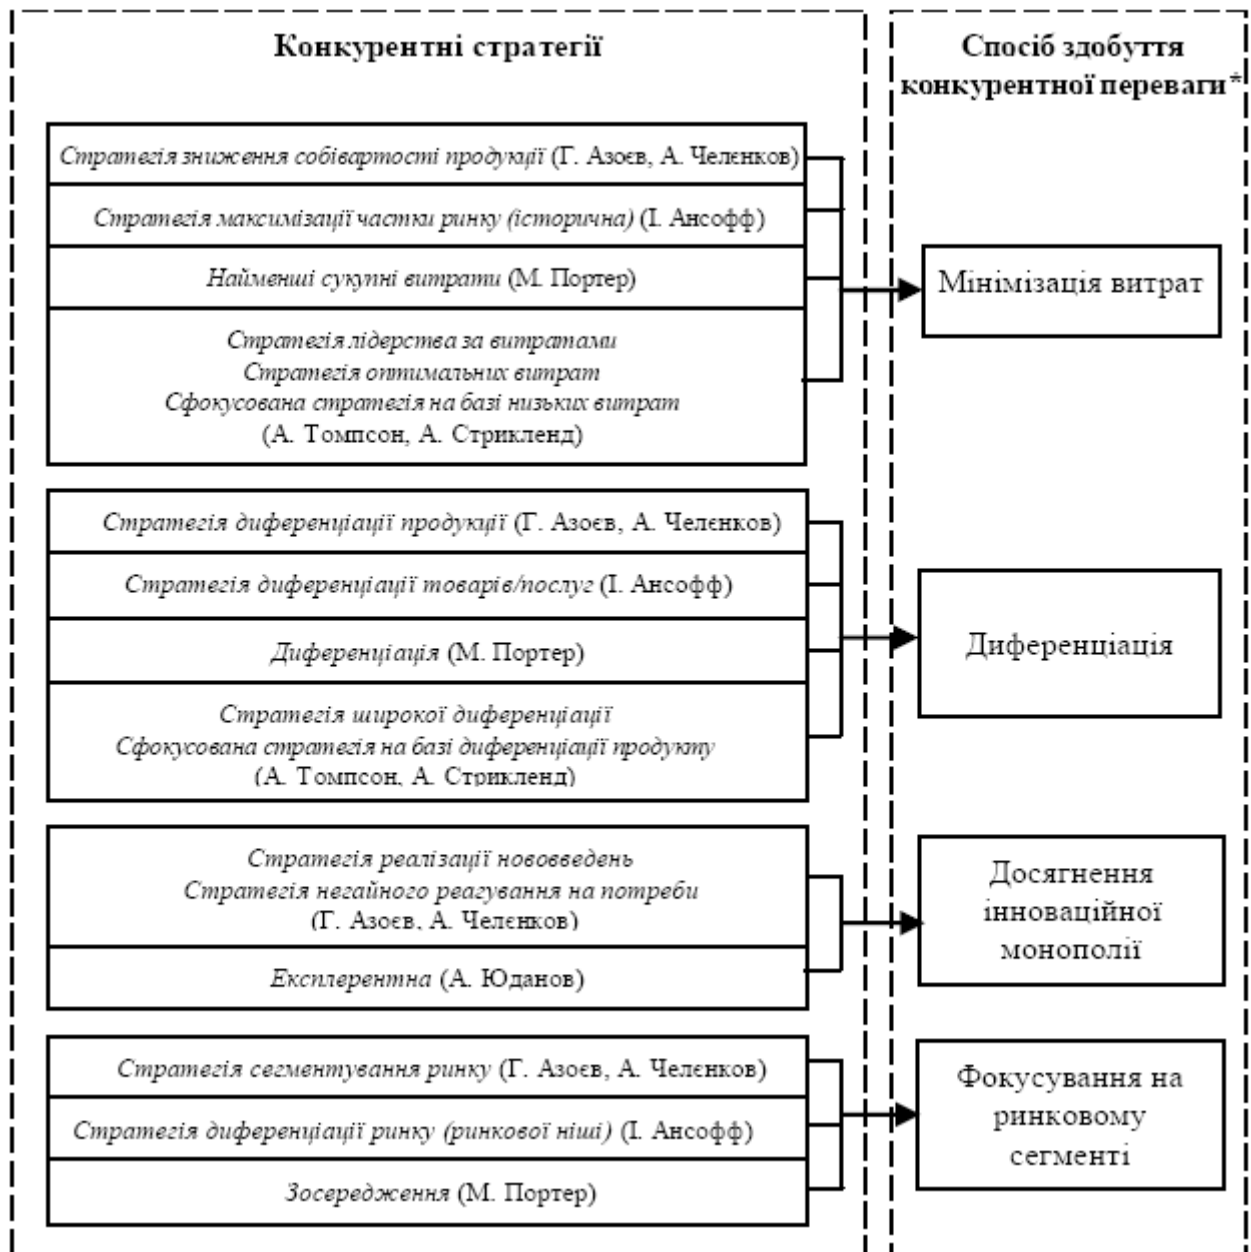 Конкурентні стратегії
Спосіб здобуття
конкурентної переваги*
Стратегія зниження собівартості продукції (Г. Азоєв, А. Челєнков)
Стратегія максимізації частки ринку (історична) (І. Ансофф)
Найменші сукупні витрати (М. Портер)
Стратегія лідерства за витратами
Стратегія оптимальних витрат
Сфокусована стратегія на базі низьких витрат
(А. Томпсон, А. Стрикленд)
Мінімізація витрат
Стратегія диференціації продукції (Г. Азоєв, А. Челєнков)
Стратегія диференціації товарів/послуг (І. Ансофф)
Диференціація (М. Портер)
Стратегія широкої диференціації
Сфокусована стратегія на базі диференціації продукту
(А. Томпсон, А. Стрикленд)
Диференціація
Стратегія реалізації нововведень
Стратегія негайного реагування на потреби
(Г. Азоєв, А. Челєнков)
Експлерентна (А. Юданов)
Досягнення
інноваційної
монополії
Стратегія сегментування ринку (Г. Азоєв, А. Челєнков)
Стратегія диференціації ринку (ринкової ніші) (І. Ансофф)
Зосередження (М. Портер)
Фокусування на
ринковому
сегменті